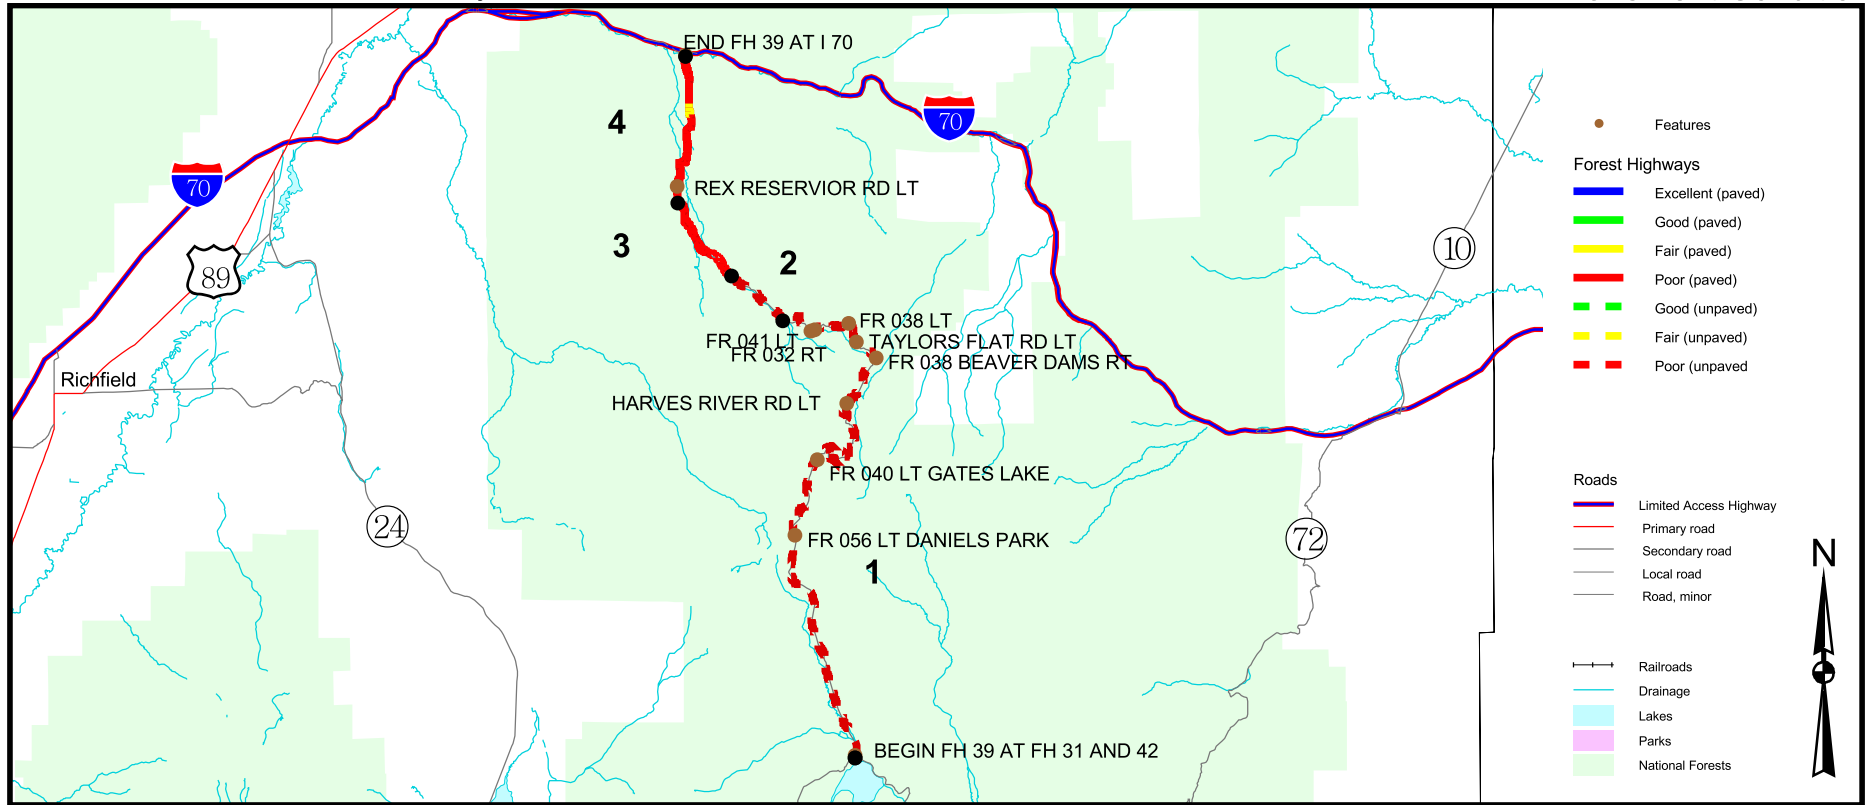 END FH 39 AT I 70
4
70
Features
Forest Highways
70
REX RESERVIOR RD LT
Excellent (paved)
Good (paved)
3
2
10
Fair (paved)
89
Poor (paved)
Good (unpaved)
FR 038 LT
FR 041 LT
TAYLORS FLAT RD LT
Fair (unpaved)
FR 032 RT
FR 038 BEAVER DAMS RT
Poor (unpaved
Richfield
HARVES RIVER RD LT
FR 040 LT GATES LAKE
Roads
Limited Access Highway
24
Primary road
72
FR 056 LT DANIELS PARK
Secondary road
N
1
Local road
Road, minor
Railroads
Drainage
Lakes
Parks
BEGIN FH 39 AT FH 31 AND 42
National Forests